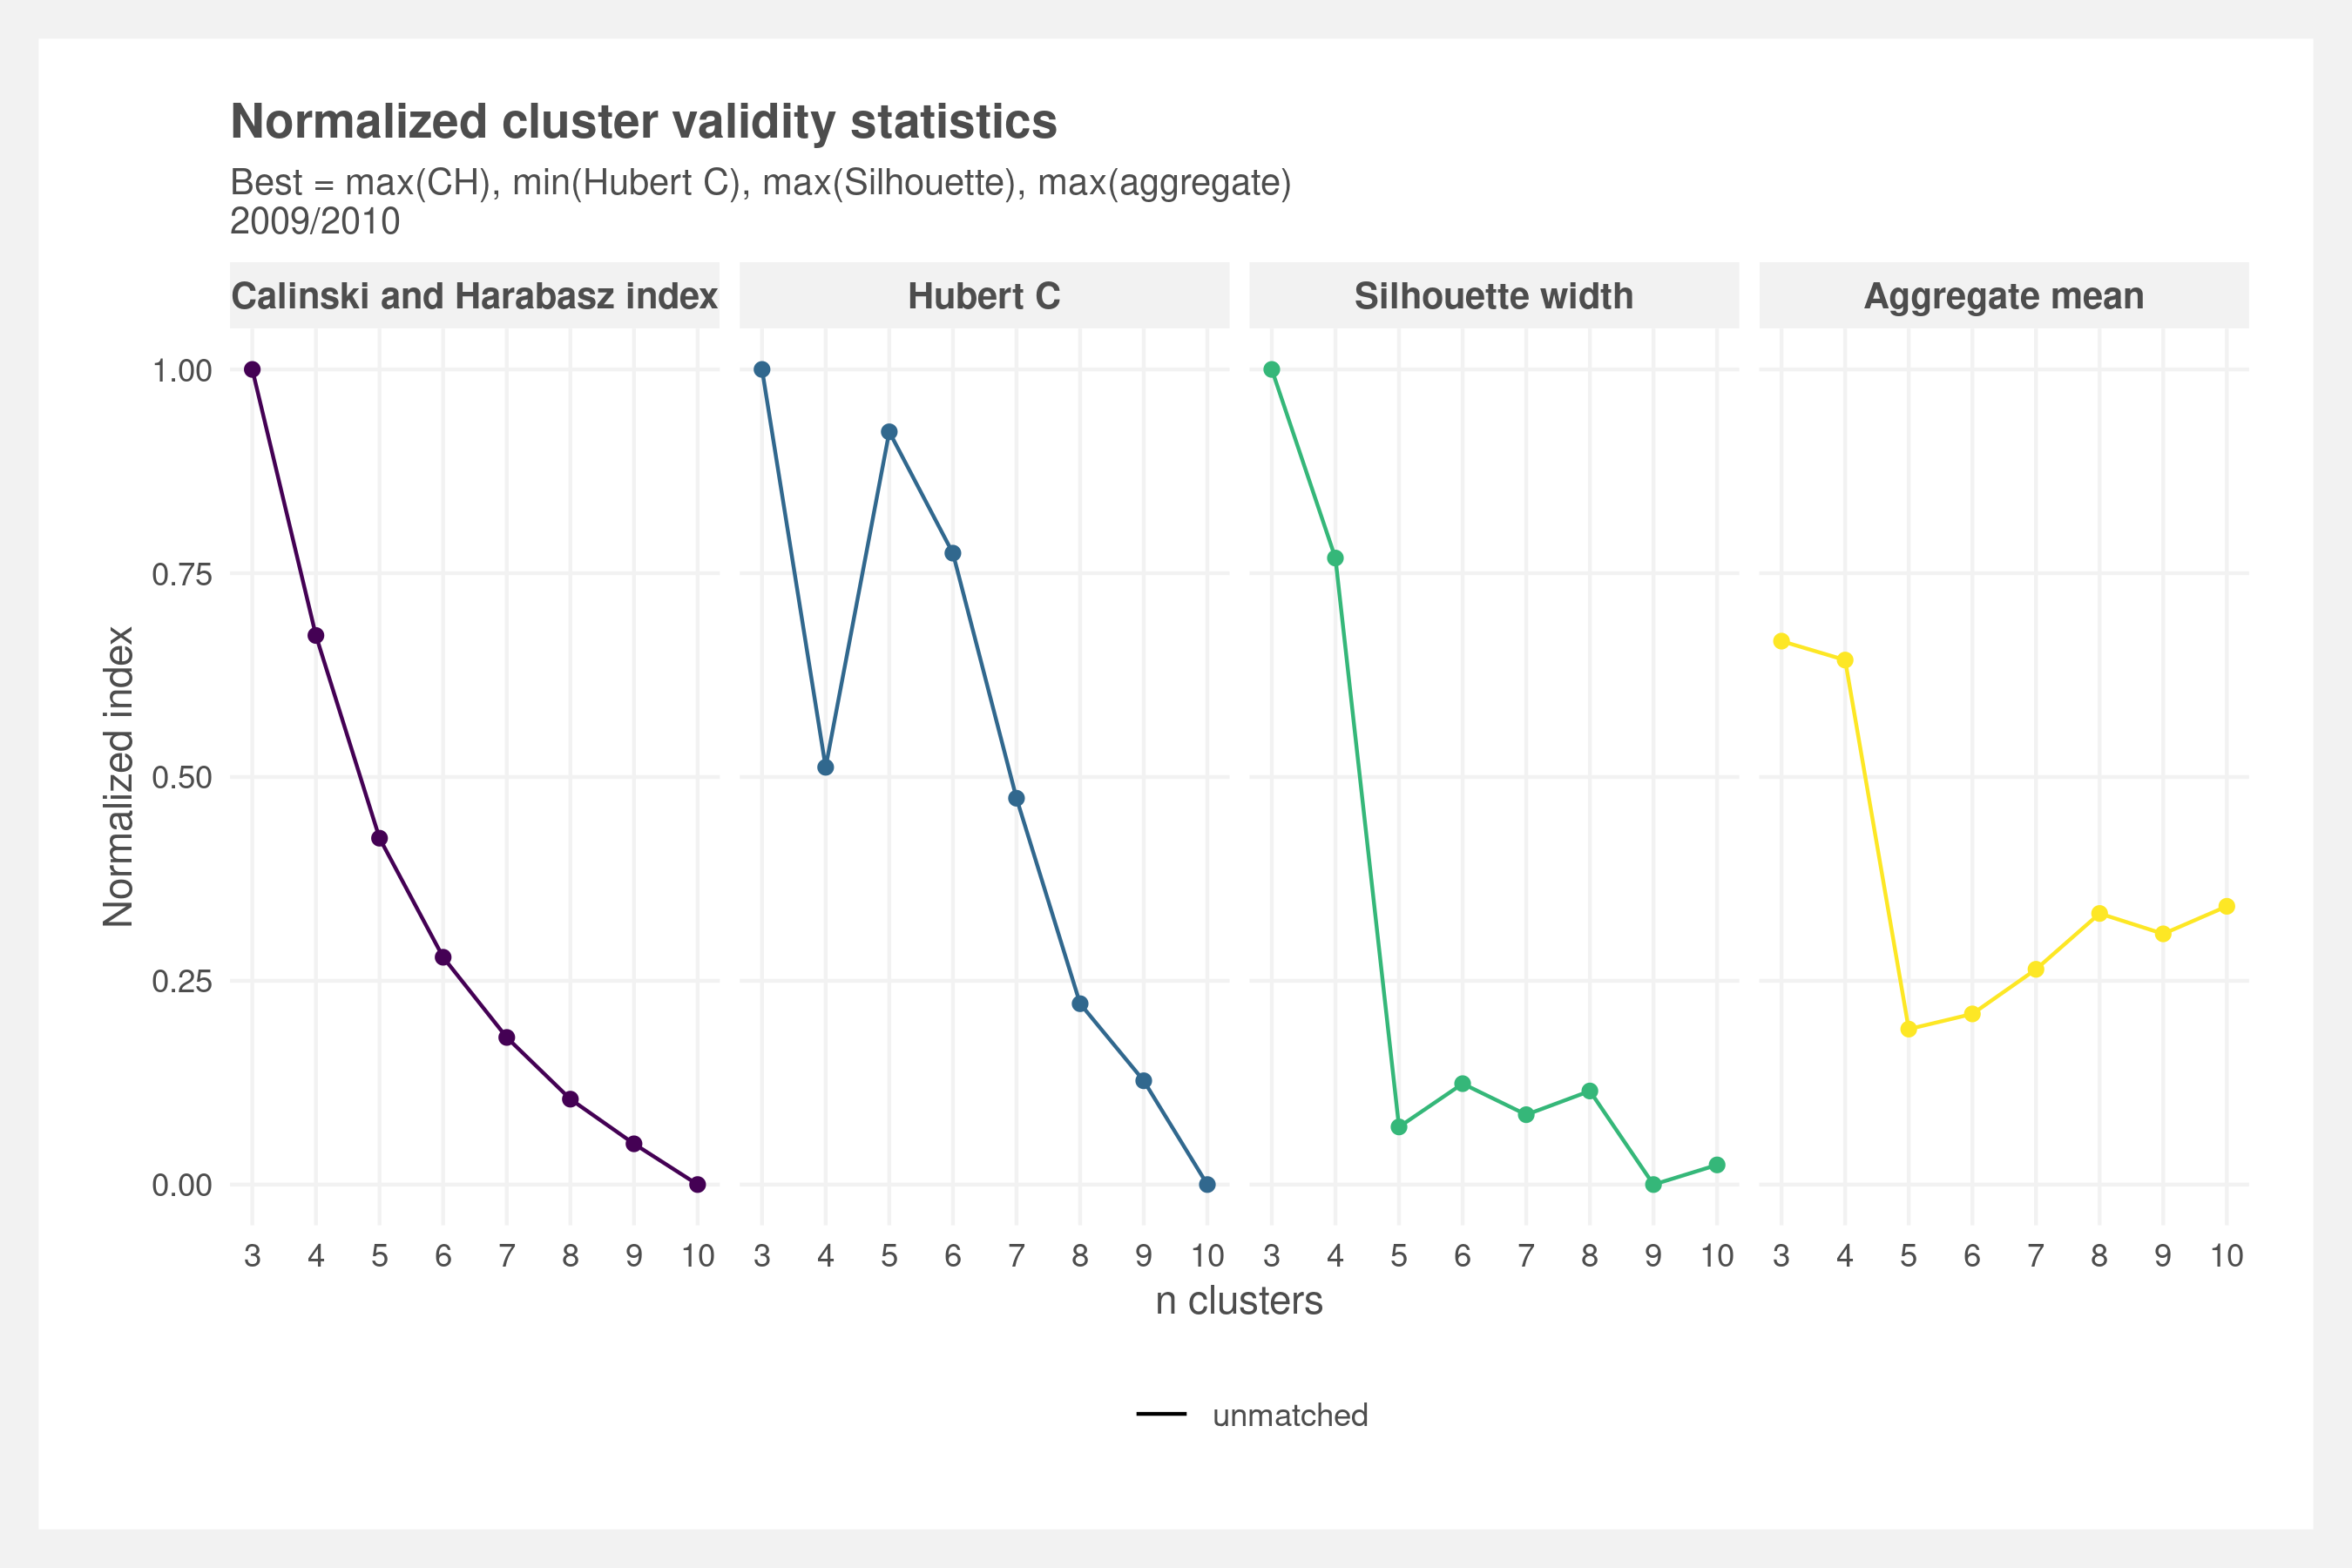 Normalized cluster validity statistics
Best = max(CH), min(Hubert C), max(Silhouette), max(aggregate)
2009/2010
Calinski and Harabasz index
Hubert C
Silhouette width
Aggregate mean
Normalized index
1.00
0.75
0.50
0.25
0.00
3 4 5 6 7 8 9 10
3 4 5 6 7 8 9 10
3 4 5 6 7 8 9 10
3 4 5 6 7 8 9 10
n clusters
unmatched